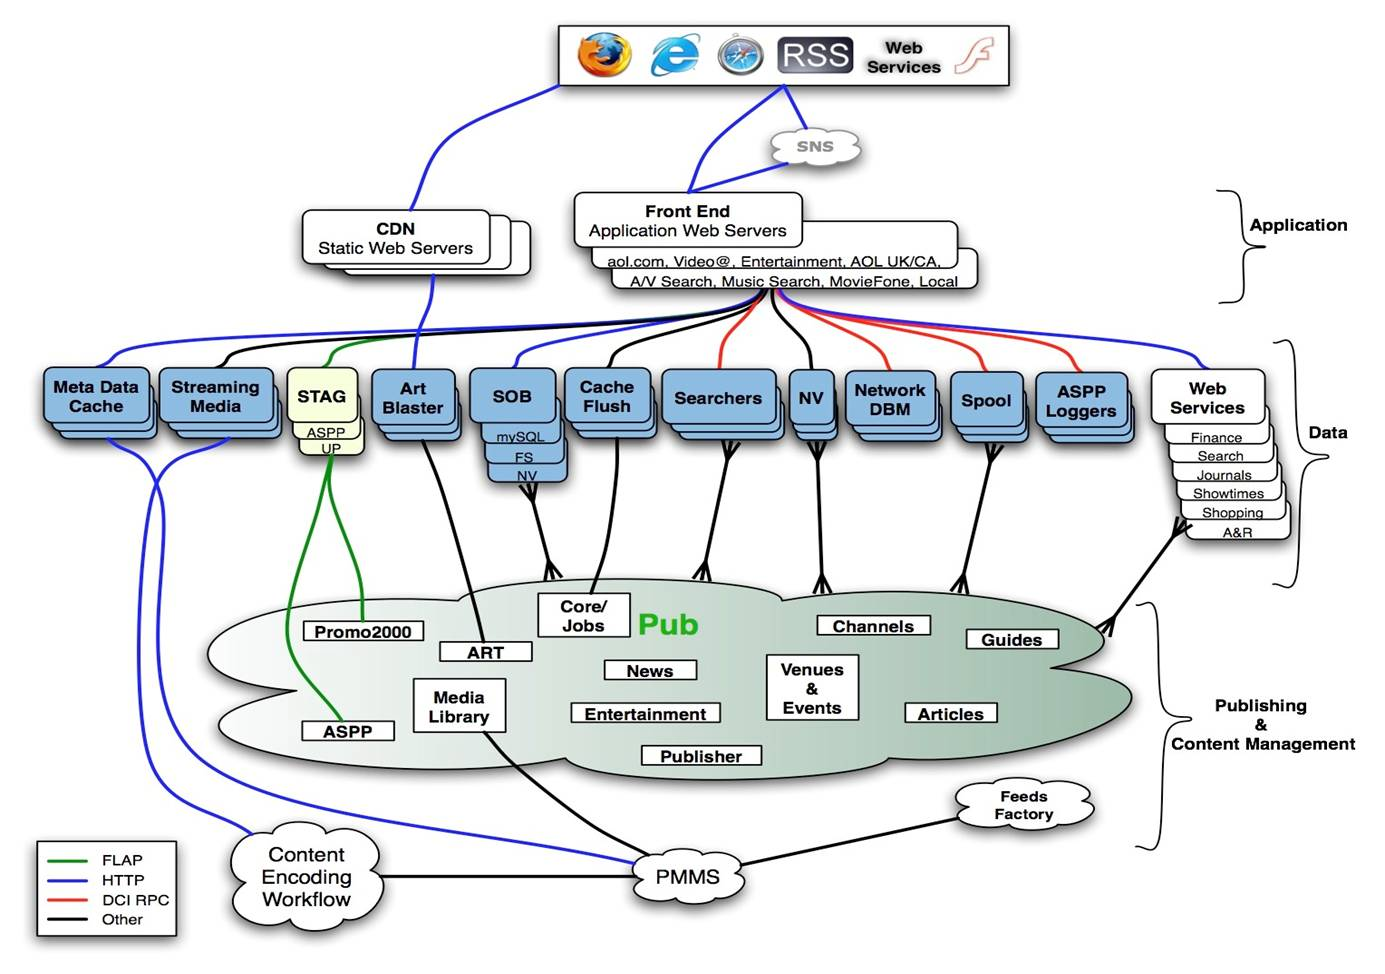 RSS
Web
Services
SNS
CDN
Static Web Servers
Front End
Application Web Servers
aol.com, Video@, Entertainment, AOL UK/CA,
A/V Search, Music Search, MovieFone, Local
Application
Meta Data
Cache
Streaming
Media
STAG
ASPP
UP
Art
Blaster
SOB
mySQL
FS
NV
Cache
Flush
Searchers
NV
Network
DBM
Spool
ASPP
Loggers
Web
Services
Finance
Search
Journals
Showtimes
Shopping
A&R
Data
Promo2000
ART
Core/
Jobs
Pub
Channels
Guides
News
Media
Library
Venues
&
Events
Entertainment
Articles
ASPP
Publisher
Publishing
&
Content Management
Feeds
Factory
Content
Encoding
Workflow
PMMS
FLAP
HTTP
DCI RPC
Other